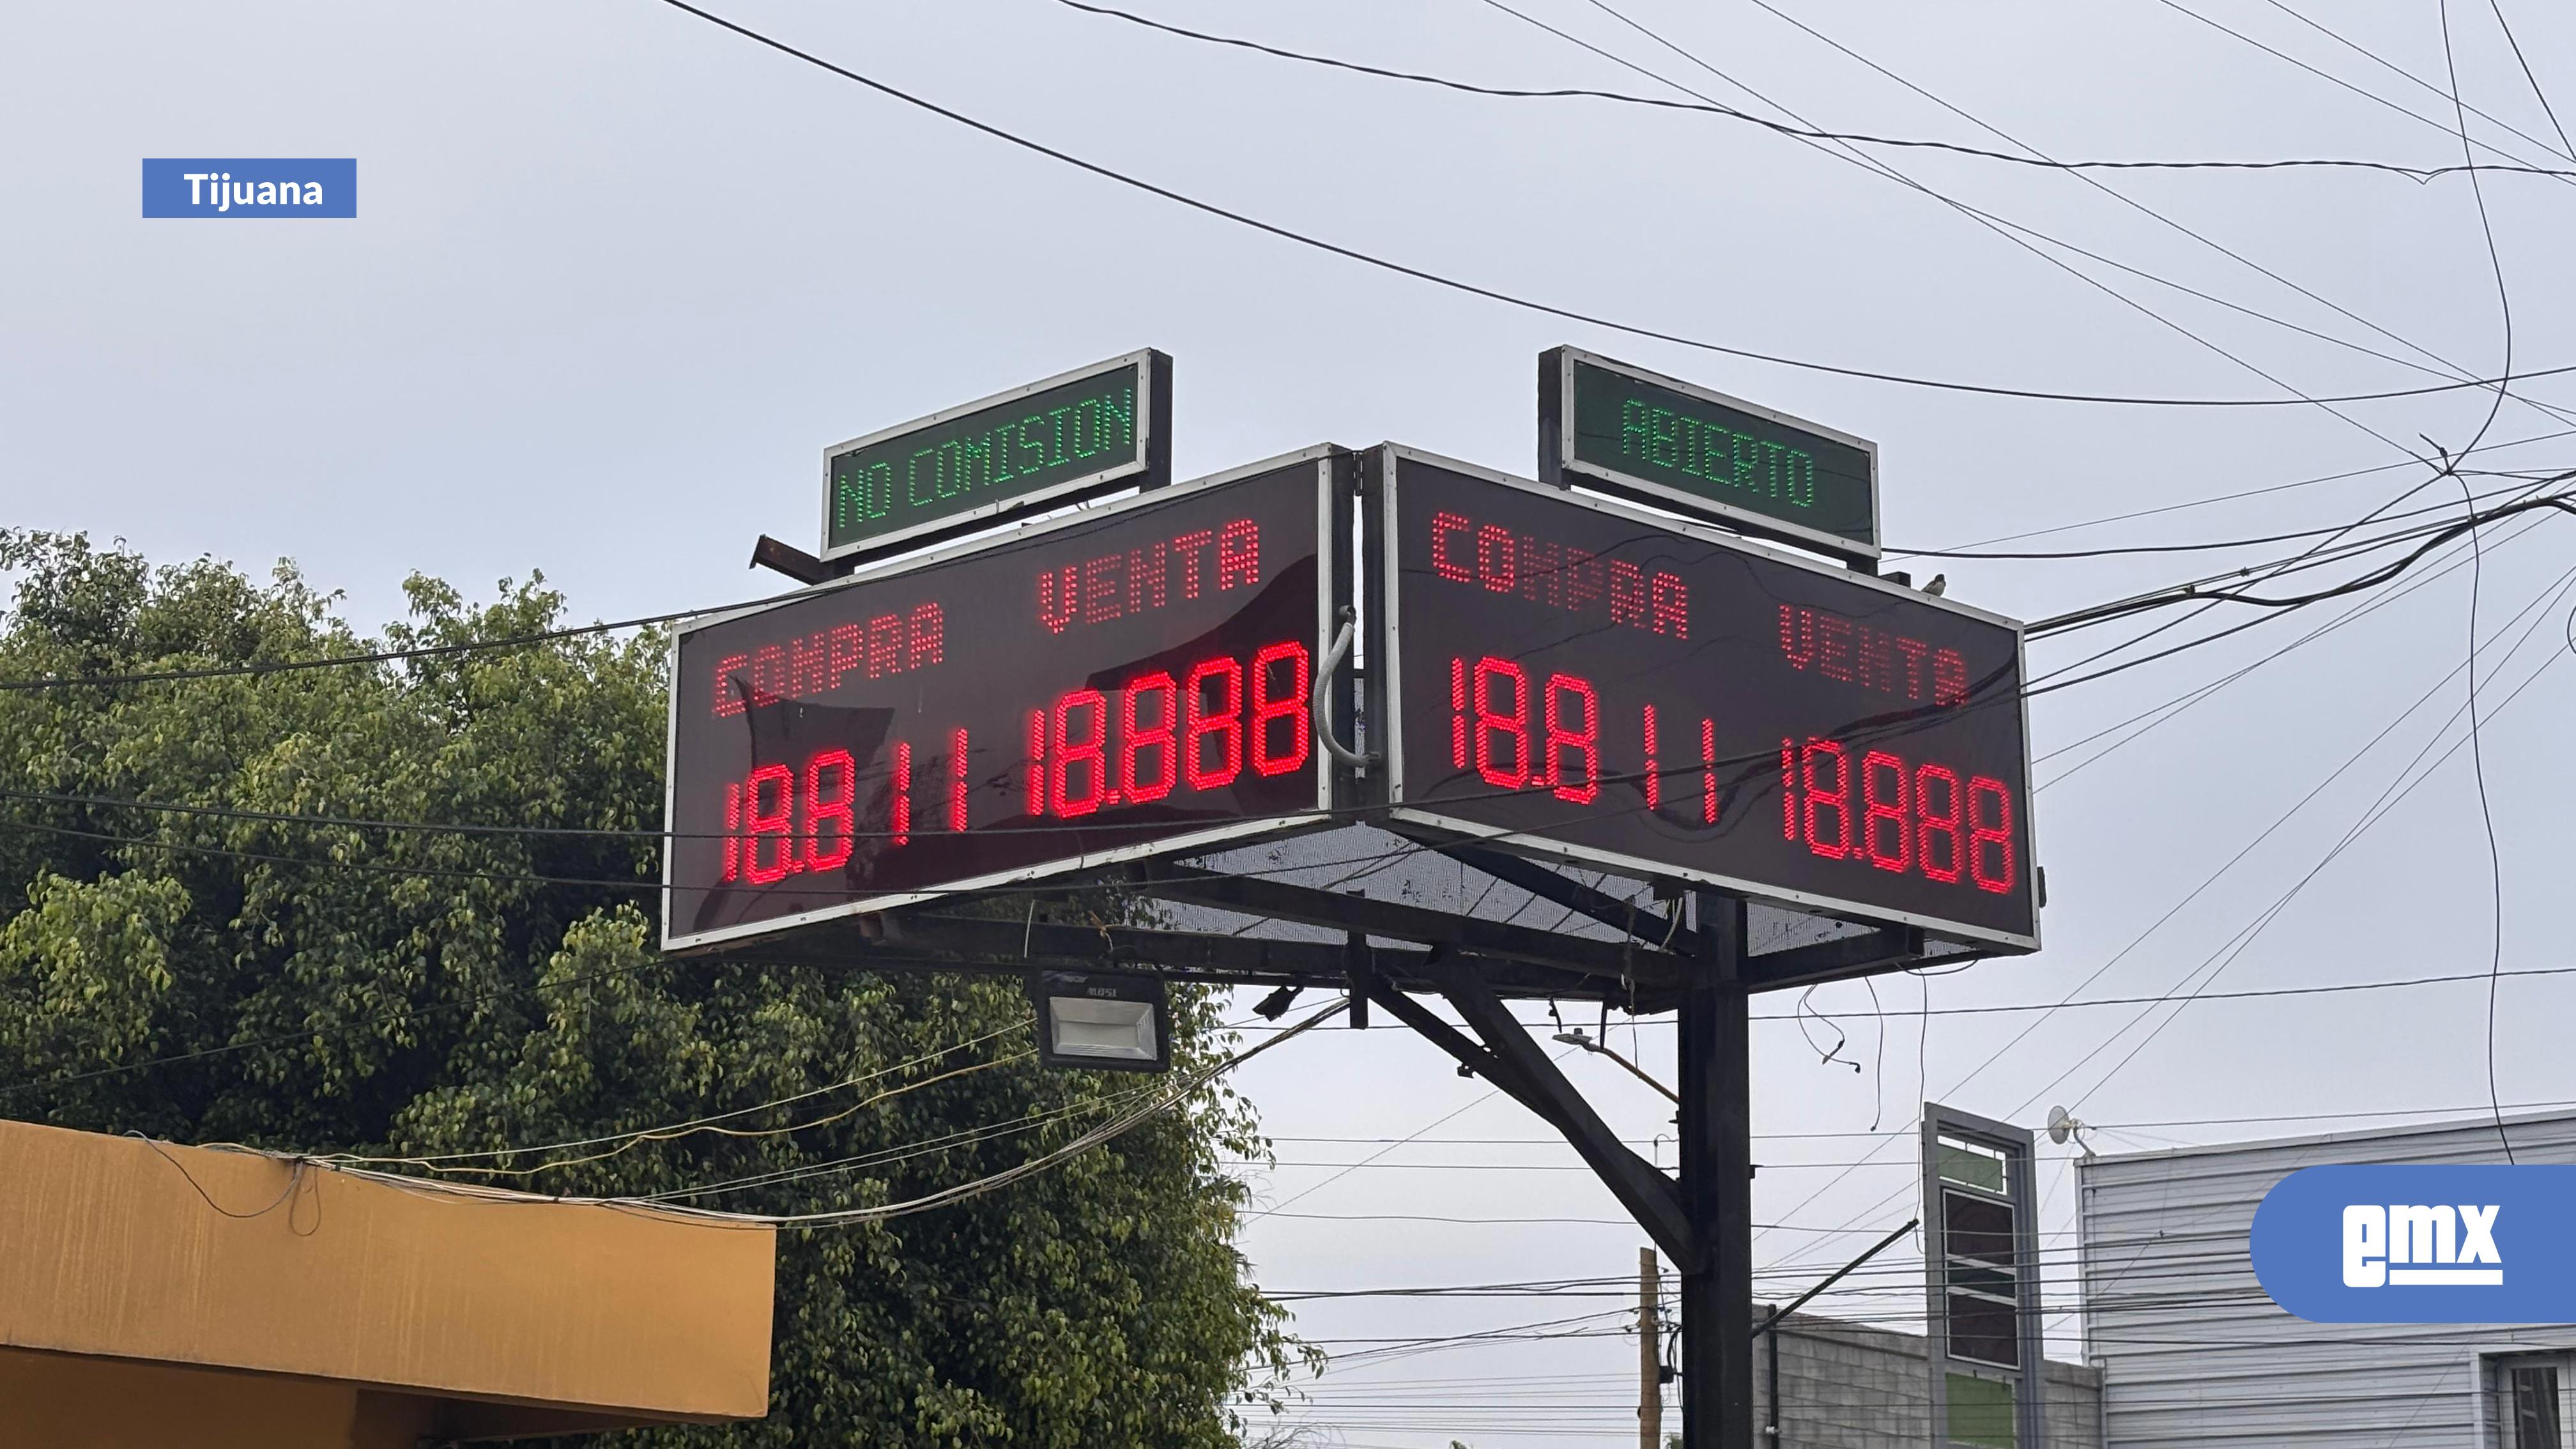 Tijuana
NO COMISION
ABIERTO
COMPRA VENTA
18.811 18.888
COMPRA VENTA
18.811 18.888
emx